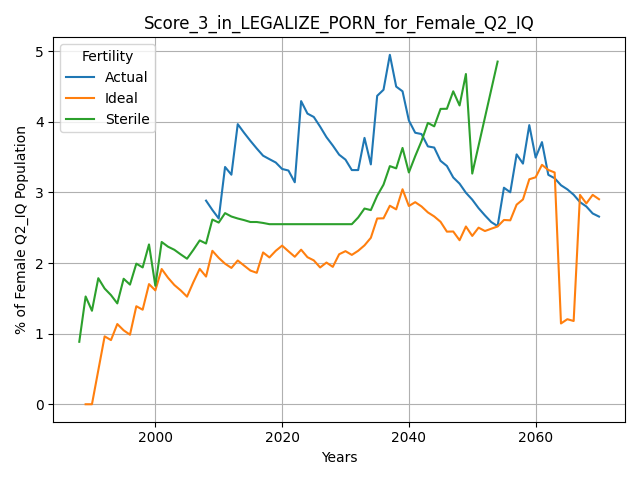 Score_3_in_LEGALIZE_PORN_for_Female_Q2_IQ
Fertility
Actual
Ideal
Sterile
% of Female Q2_IQ Population
5
4
3
2
1
0
2000
2020
2040
2060
Years